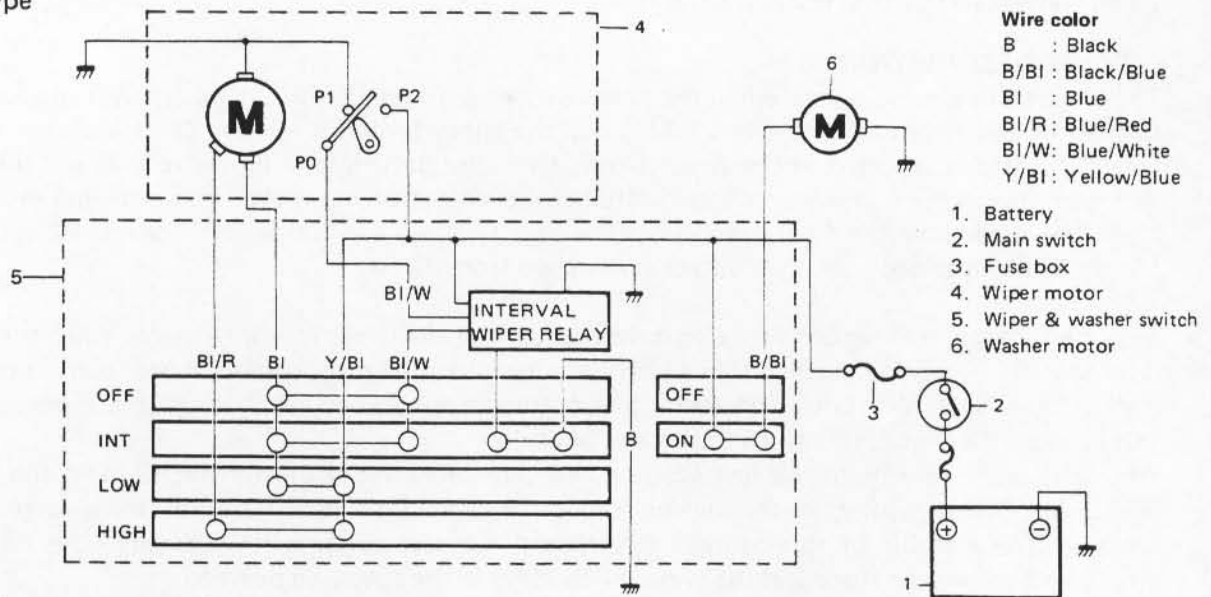 ype
4
M
P1
P2
P0
6
M
Wire color
B : Black
B/Bl : Black/Blue
Bl : Blue
Bl/R : Blue/Red
Bl/W : Blue/White
Y/Bl : Yellow/Blue
1. Battery
2. Main switch
3. Fuse box
4. Wiper motor
5. Wiper & washer switch
6. Washer motor
5
Bl/W
INTERVAL
WIPER RELAY
Bl/R Bl Y/Bl Bl/W
B/Bl
OFF
INT
LOW
HIGH
B
OFF
ON
3
2
+ −
1